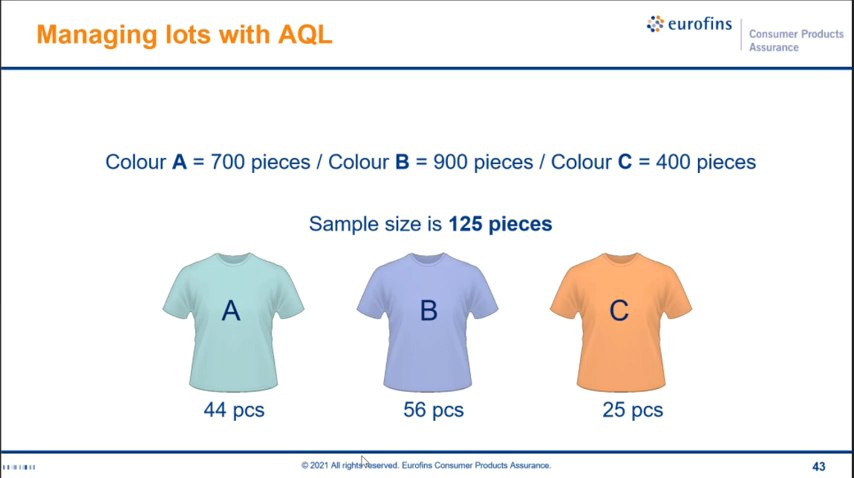 Managing lots with AQL
eurofins
Consumer Products
Assurance
Colour A = 700 pieces / Colour B = 900 pieces / Colour C = 400 pieces
Sample size is 125 pieces
A
B
C
44 pcs
56 pcs
25 pcs
© 2021 All rights reserved. Eurofins Consumer Products Assurance.
43